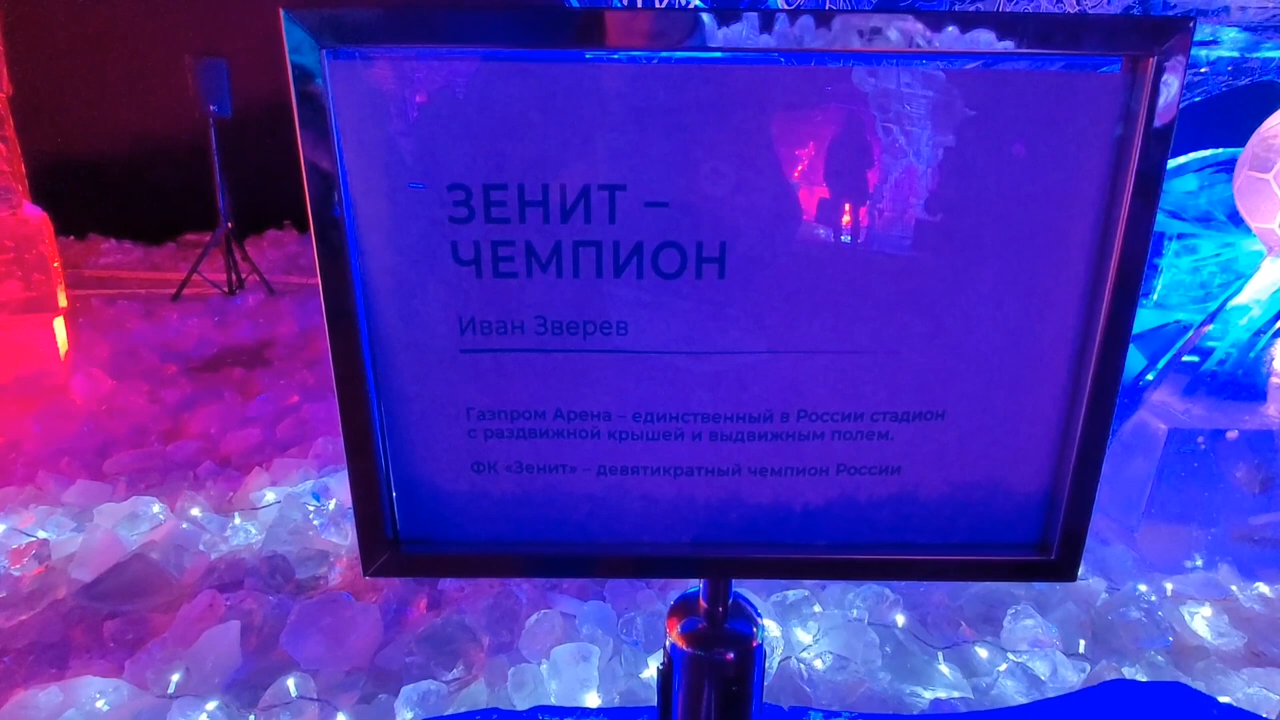 ЗЕНИТ –
ЧЕМПИОН
Иван Зверев
Газпром Арена – единственный в России стадион
с раздвижной крышей и выдвижным полем.
ФК «Зенит» – девятикратный чемпион России